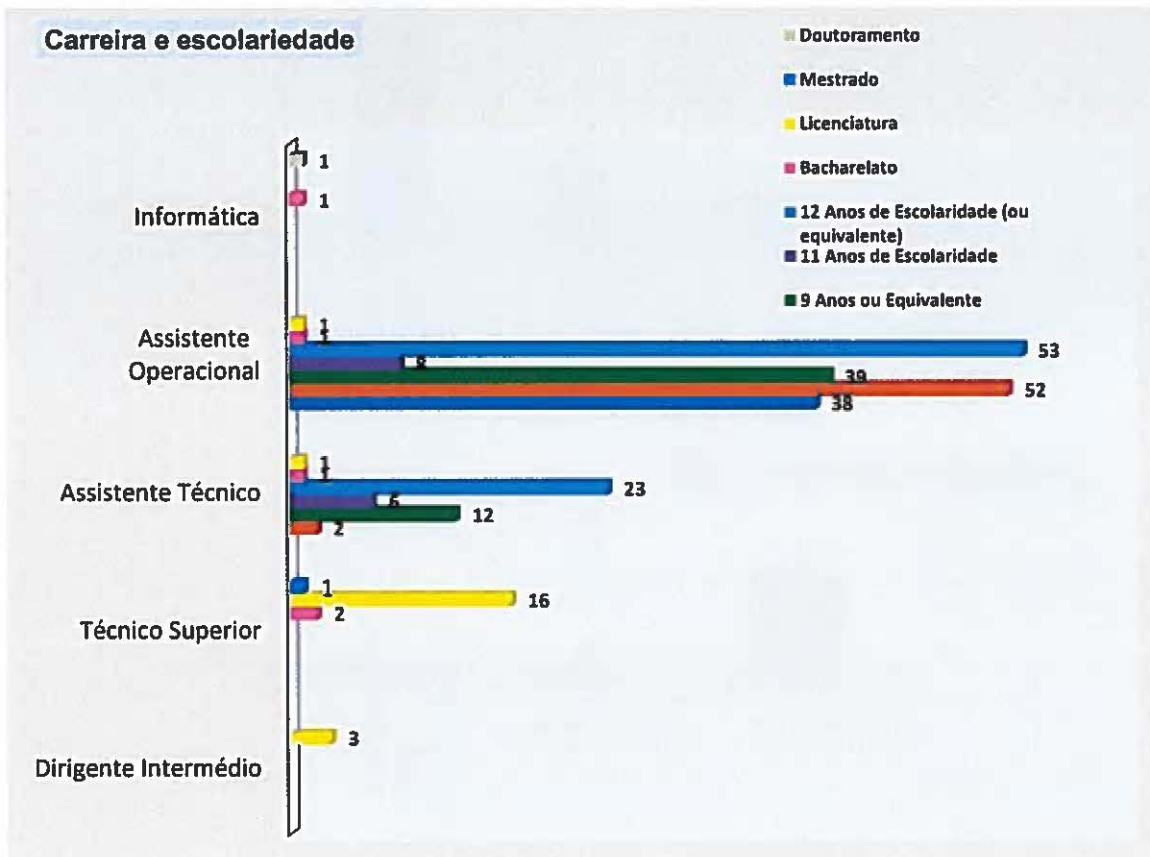 Carreira e escolariedade
Doutoramento
Mestrado
Licenciatura
Bacharelato
12 Anos de Escolaridade (ou
equivalente)
11 Anos de Escolaridade
9 Anos ou Equivalente
1
Informática
1
Assistente
Operacional
1
1
53
8
39
52
38
Assistente Técnico
1
1
23
6
12
2
Técnico Superior
1
16
2
Dirigente Intermédio
3